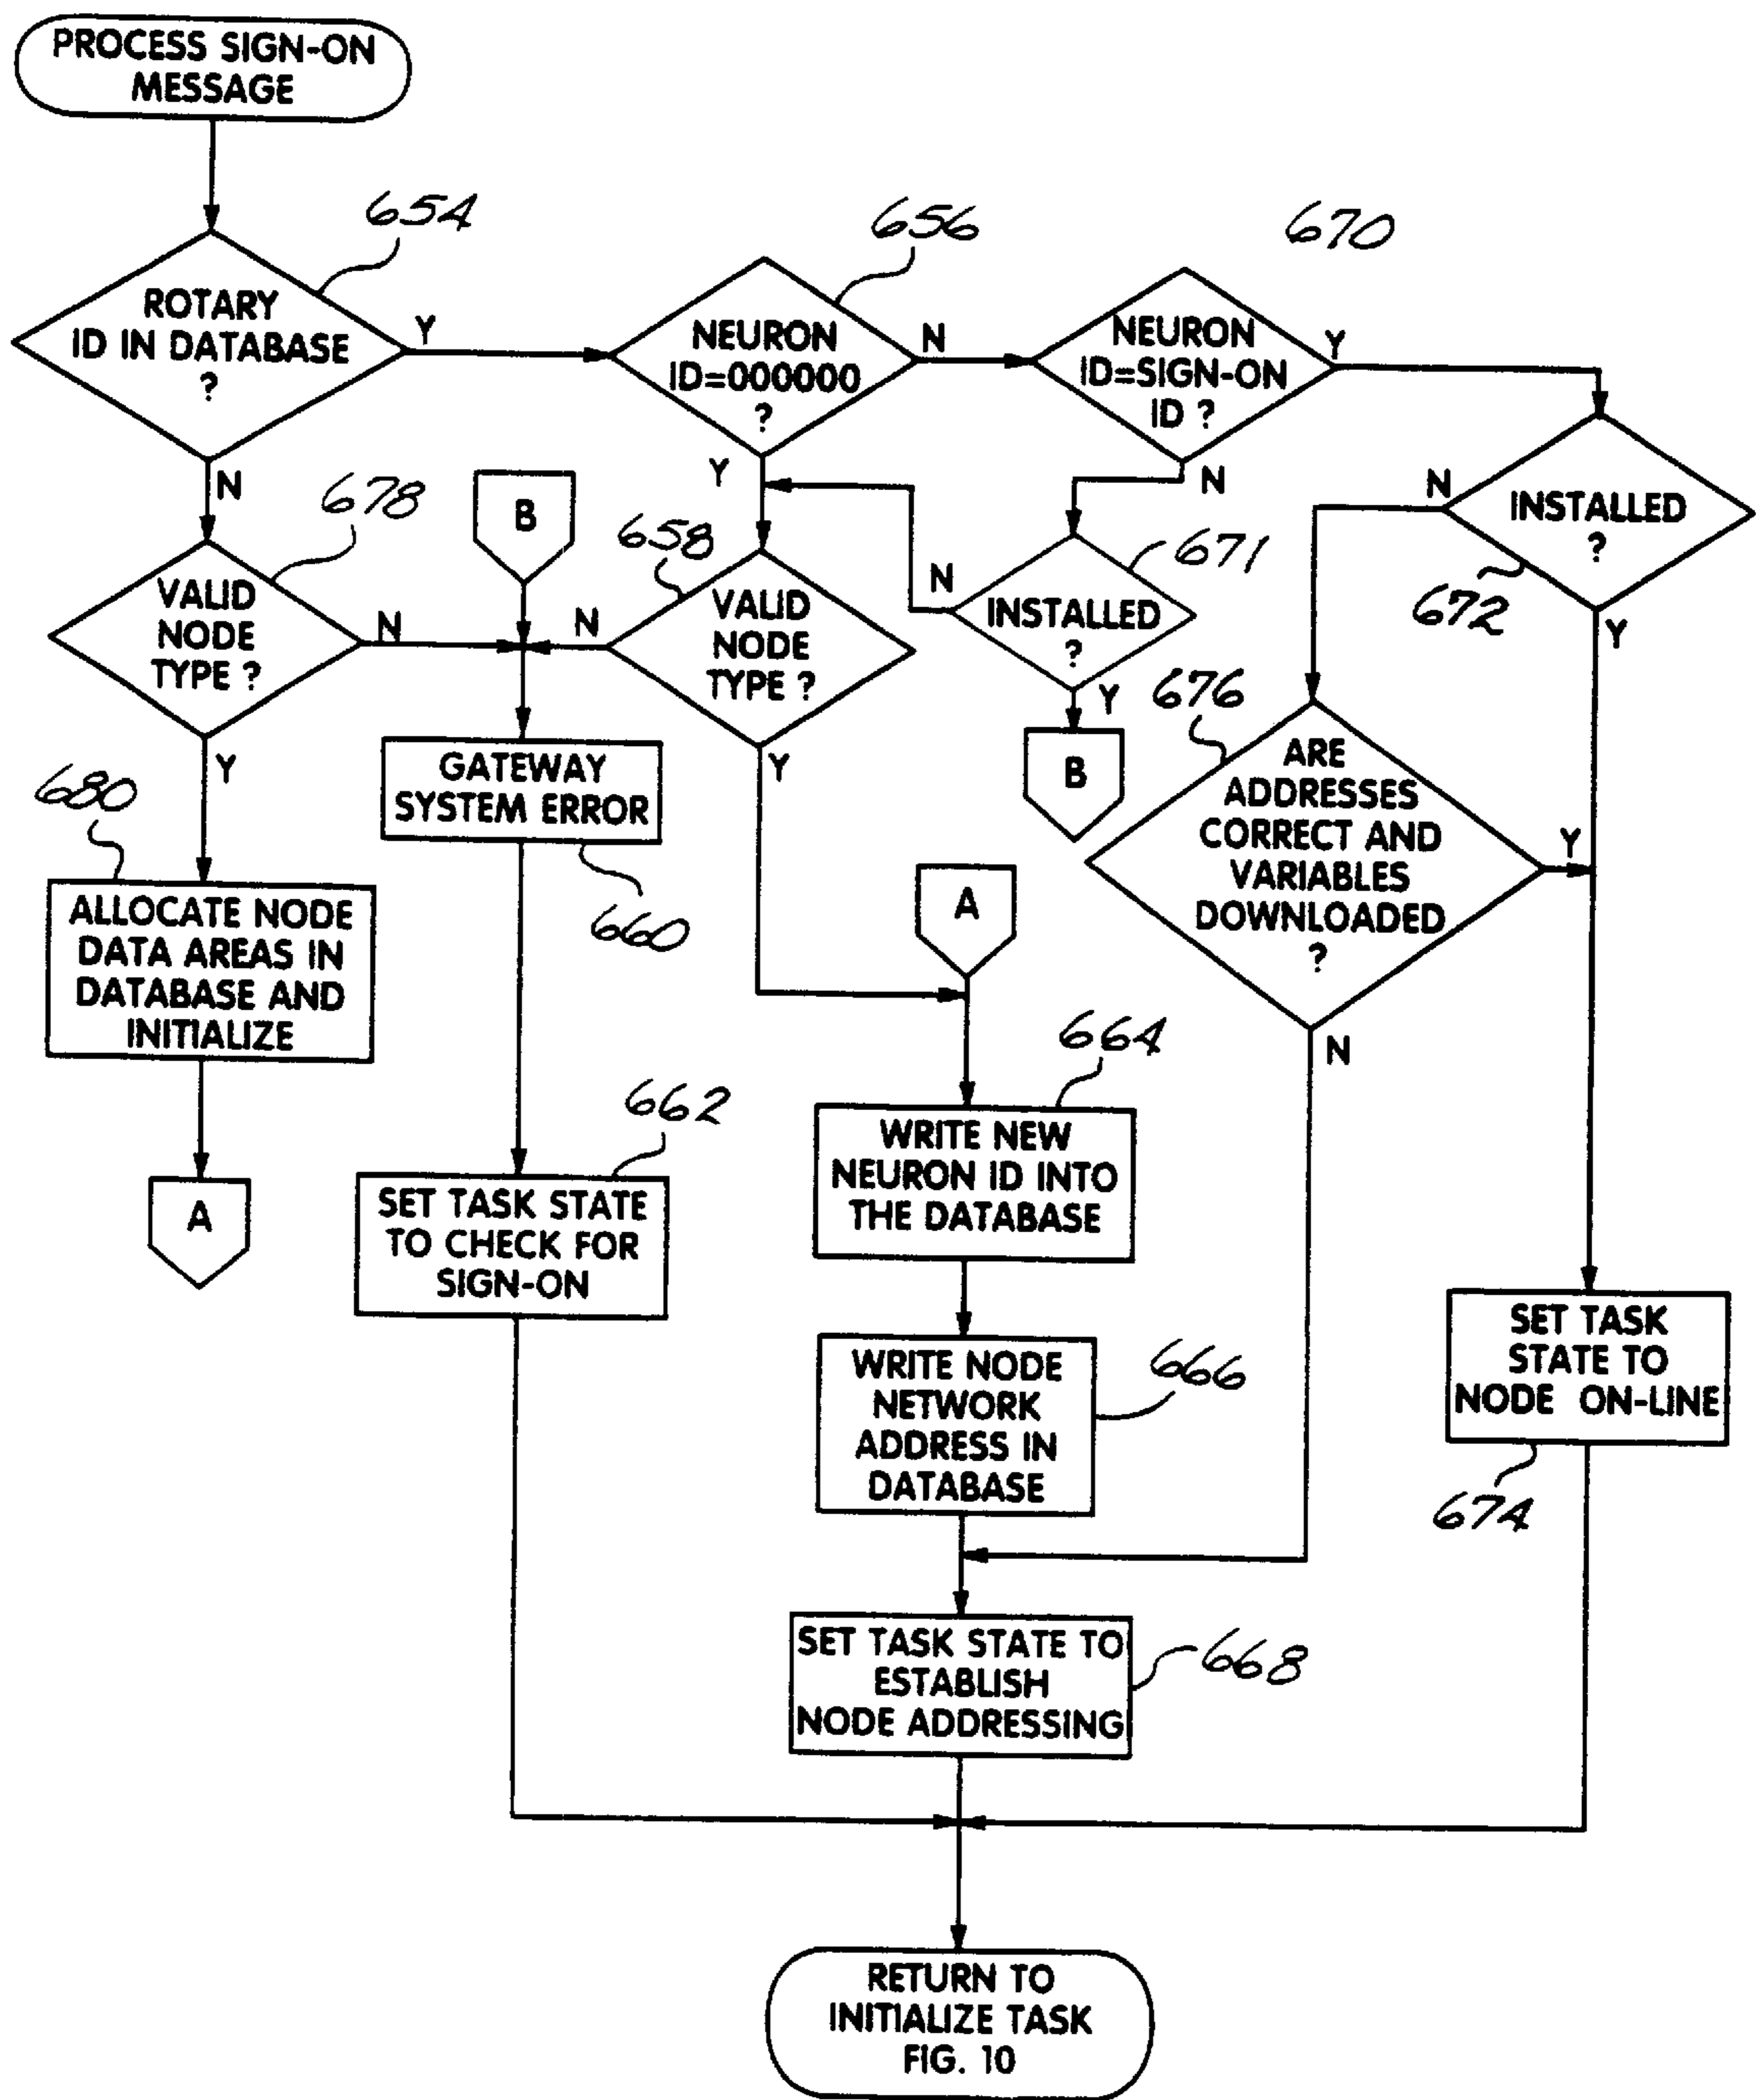 PROCESS SIGN-ON
MESSAGE
654
ROTARY
ID IN DATABASE
?
Y
N
656
NEURON
ID=000000
?
N
Y
670
NEURON
ID=SIGN-ON
ID ?
Y
N
INSTALLED
?
N
Y
672
678
VALID
NODE
TYPE ?
N
Y
B
658
VALID
NODE
TYPE ?
N
Y
671
INSTALLED
?
N
Y
B
676
ARE
ADDRESSES
CORRECT AND
VARIABLES
DOWNLOADED
?
Y
N
680
ALLOCATE NODE
DATA AREAS IN
DATABASE AND
INITIALIZE
A
GATEWAY
SYSTEM ERROR
660
662
SET TASK STATE
TO CHECK FOR
SIGN-ON
A
664
WRITE NEW
NEURON ID INTO
THE DATABASE
WRITE NODE
NETWORK
ADDRESS IN
DATABASE
666
SET TASK
STATE TO
NODE ON-LINE
674
SET TASK STATE TO
ESTABLISH
NODE ADDRESSING
668
RETURN TO
INITIALIZE TASK
FIG. 10